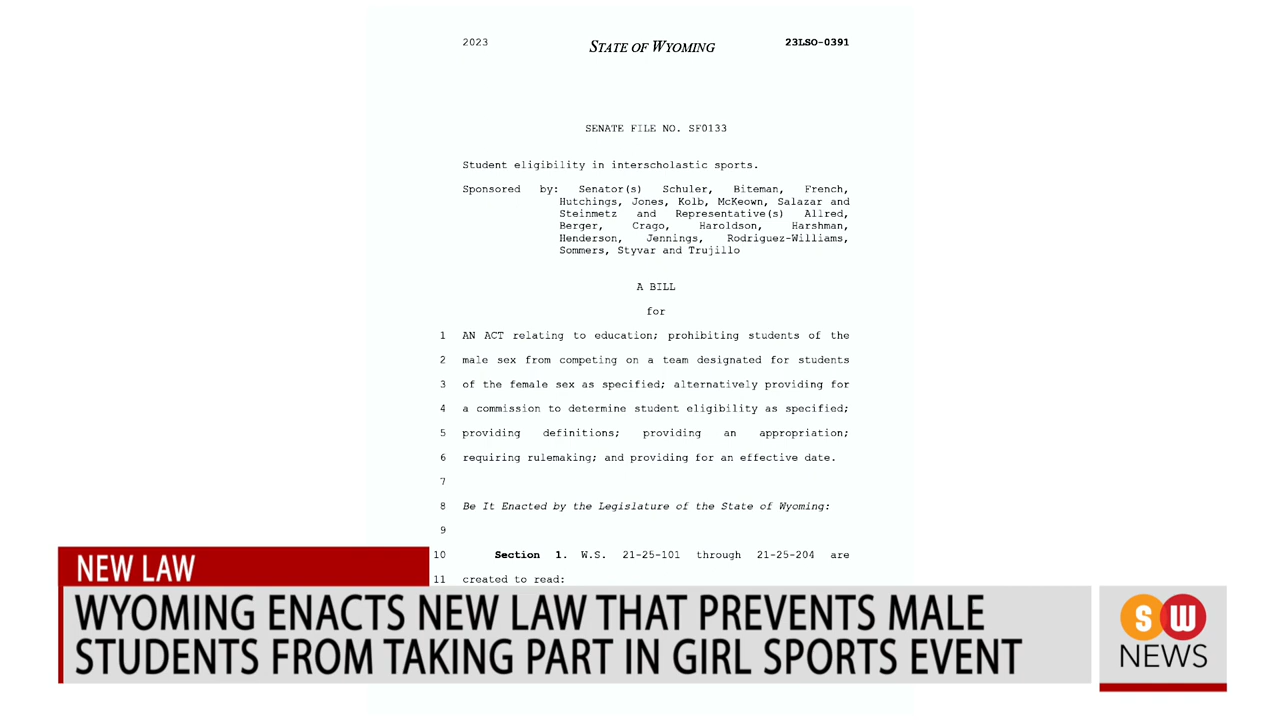 2023 STATE OF WYOMING 23LSO-0391
SENATE FILE NO. SF0133
Student eligibility in interscholastic sports.
Sponsored by: Senator(s) Schuler, Biteman, French,
Hutchings, Jones, Kolb, McKeown, Salazar and
Steinmetz and Representative(s) Allred,
Berger, Crago, Haroldson, Harshman,
Henderson, Jennings, Rodriguez-Williams,
Sommers, Styvar and Trujillo
A BILL
for
1 AN ACT relating to education; prohibiting students of the
2 male sex from competing on a team designated for students
3 of the female sex as specified; alternatively providing for
4 a commission to determine student eligibility as specified;
5 providing definitions; providing an appropriation;
6 requiring rulemaking; and providing for an effective date.
7
8 Be It Enacted by the Legislature of the State of Wyoming:
9
10 Section 1. W.S. 21-25-101 through 21-25-204 are
11 created to read:
NEW LAW
WYOMING ENACTS NEW LAW THAT PREVENTS MALE
STUDENTS FROM TAKING PART IN GIRL SPORTS EVENT
SW
NEWS